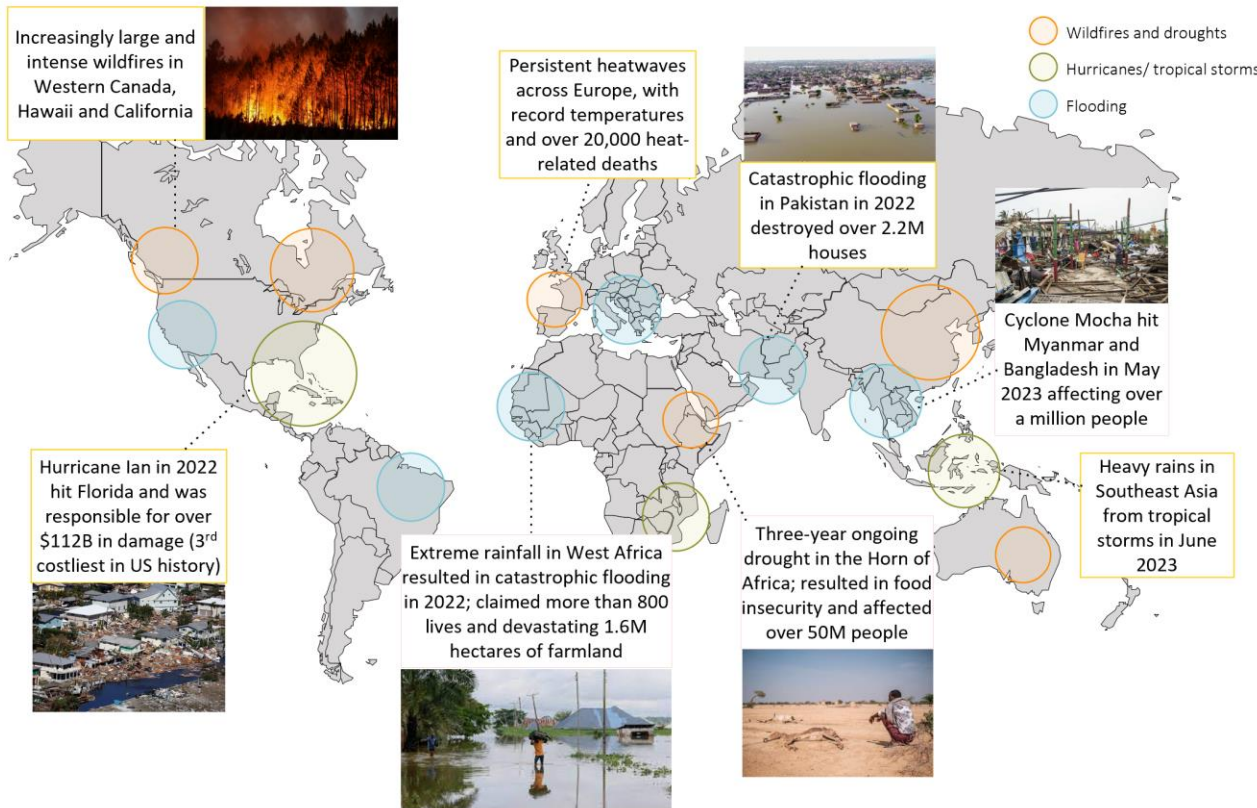 Increasingly large and
intense wildfires in
Western Canada,
Hawaii and California
Persistent heatwaves
across Europe, with
record temperatures
and over 20,000 heat-
related deaths
Wildfires and droughts
Hurricanes/ tropical storms
Flooding
Catastrophic flooding
in Pakistan in 2022
destroyed over 2.2M
houses
Cyclone Mocha hit
Myanmar and
Bangladesh in May
2023 affecting over
a million people
Hurricane Ian in 2022
hit Florida and was
responsible for over
$112B in damage (3rd
costliest in US history)
Extreme rainfall in West Africa
resulted in catastrophic flooding
in 2022; claimed more than 800
lives and devastating 1.6M
hectares of farmland
Three-year ongoing
drought in the Horn of
Africa; resulted in food
insecurity and affected
over 50M people
Heavy rains in
Southeast Asia
from tropical
storms in June
2023